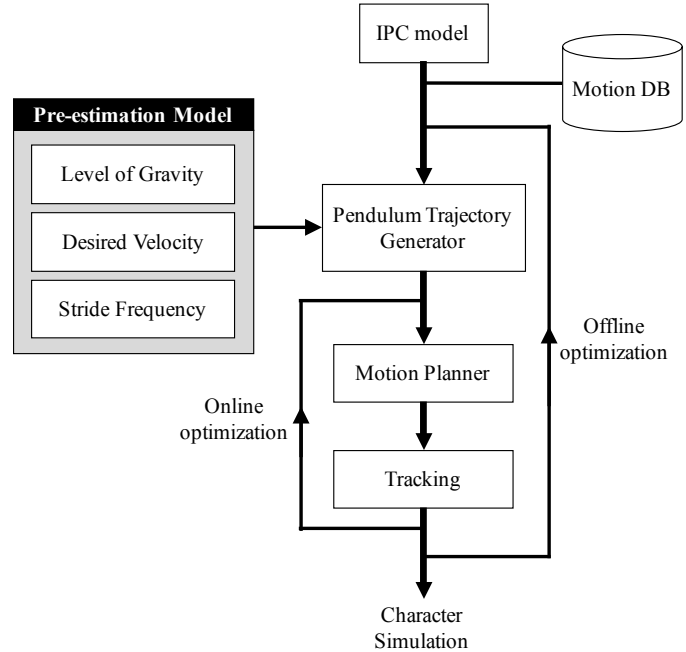 IPC model
Motion DB
Pre-estimation Model
Level of Gravity
Desired Velocity
Stride Frequency
Pendulum Trajectory
Generator
Motion Planner
Tracking
Online
optimization
Offline
optimization
Character
Simulation